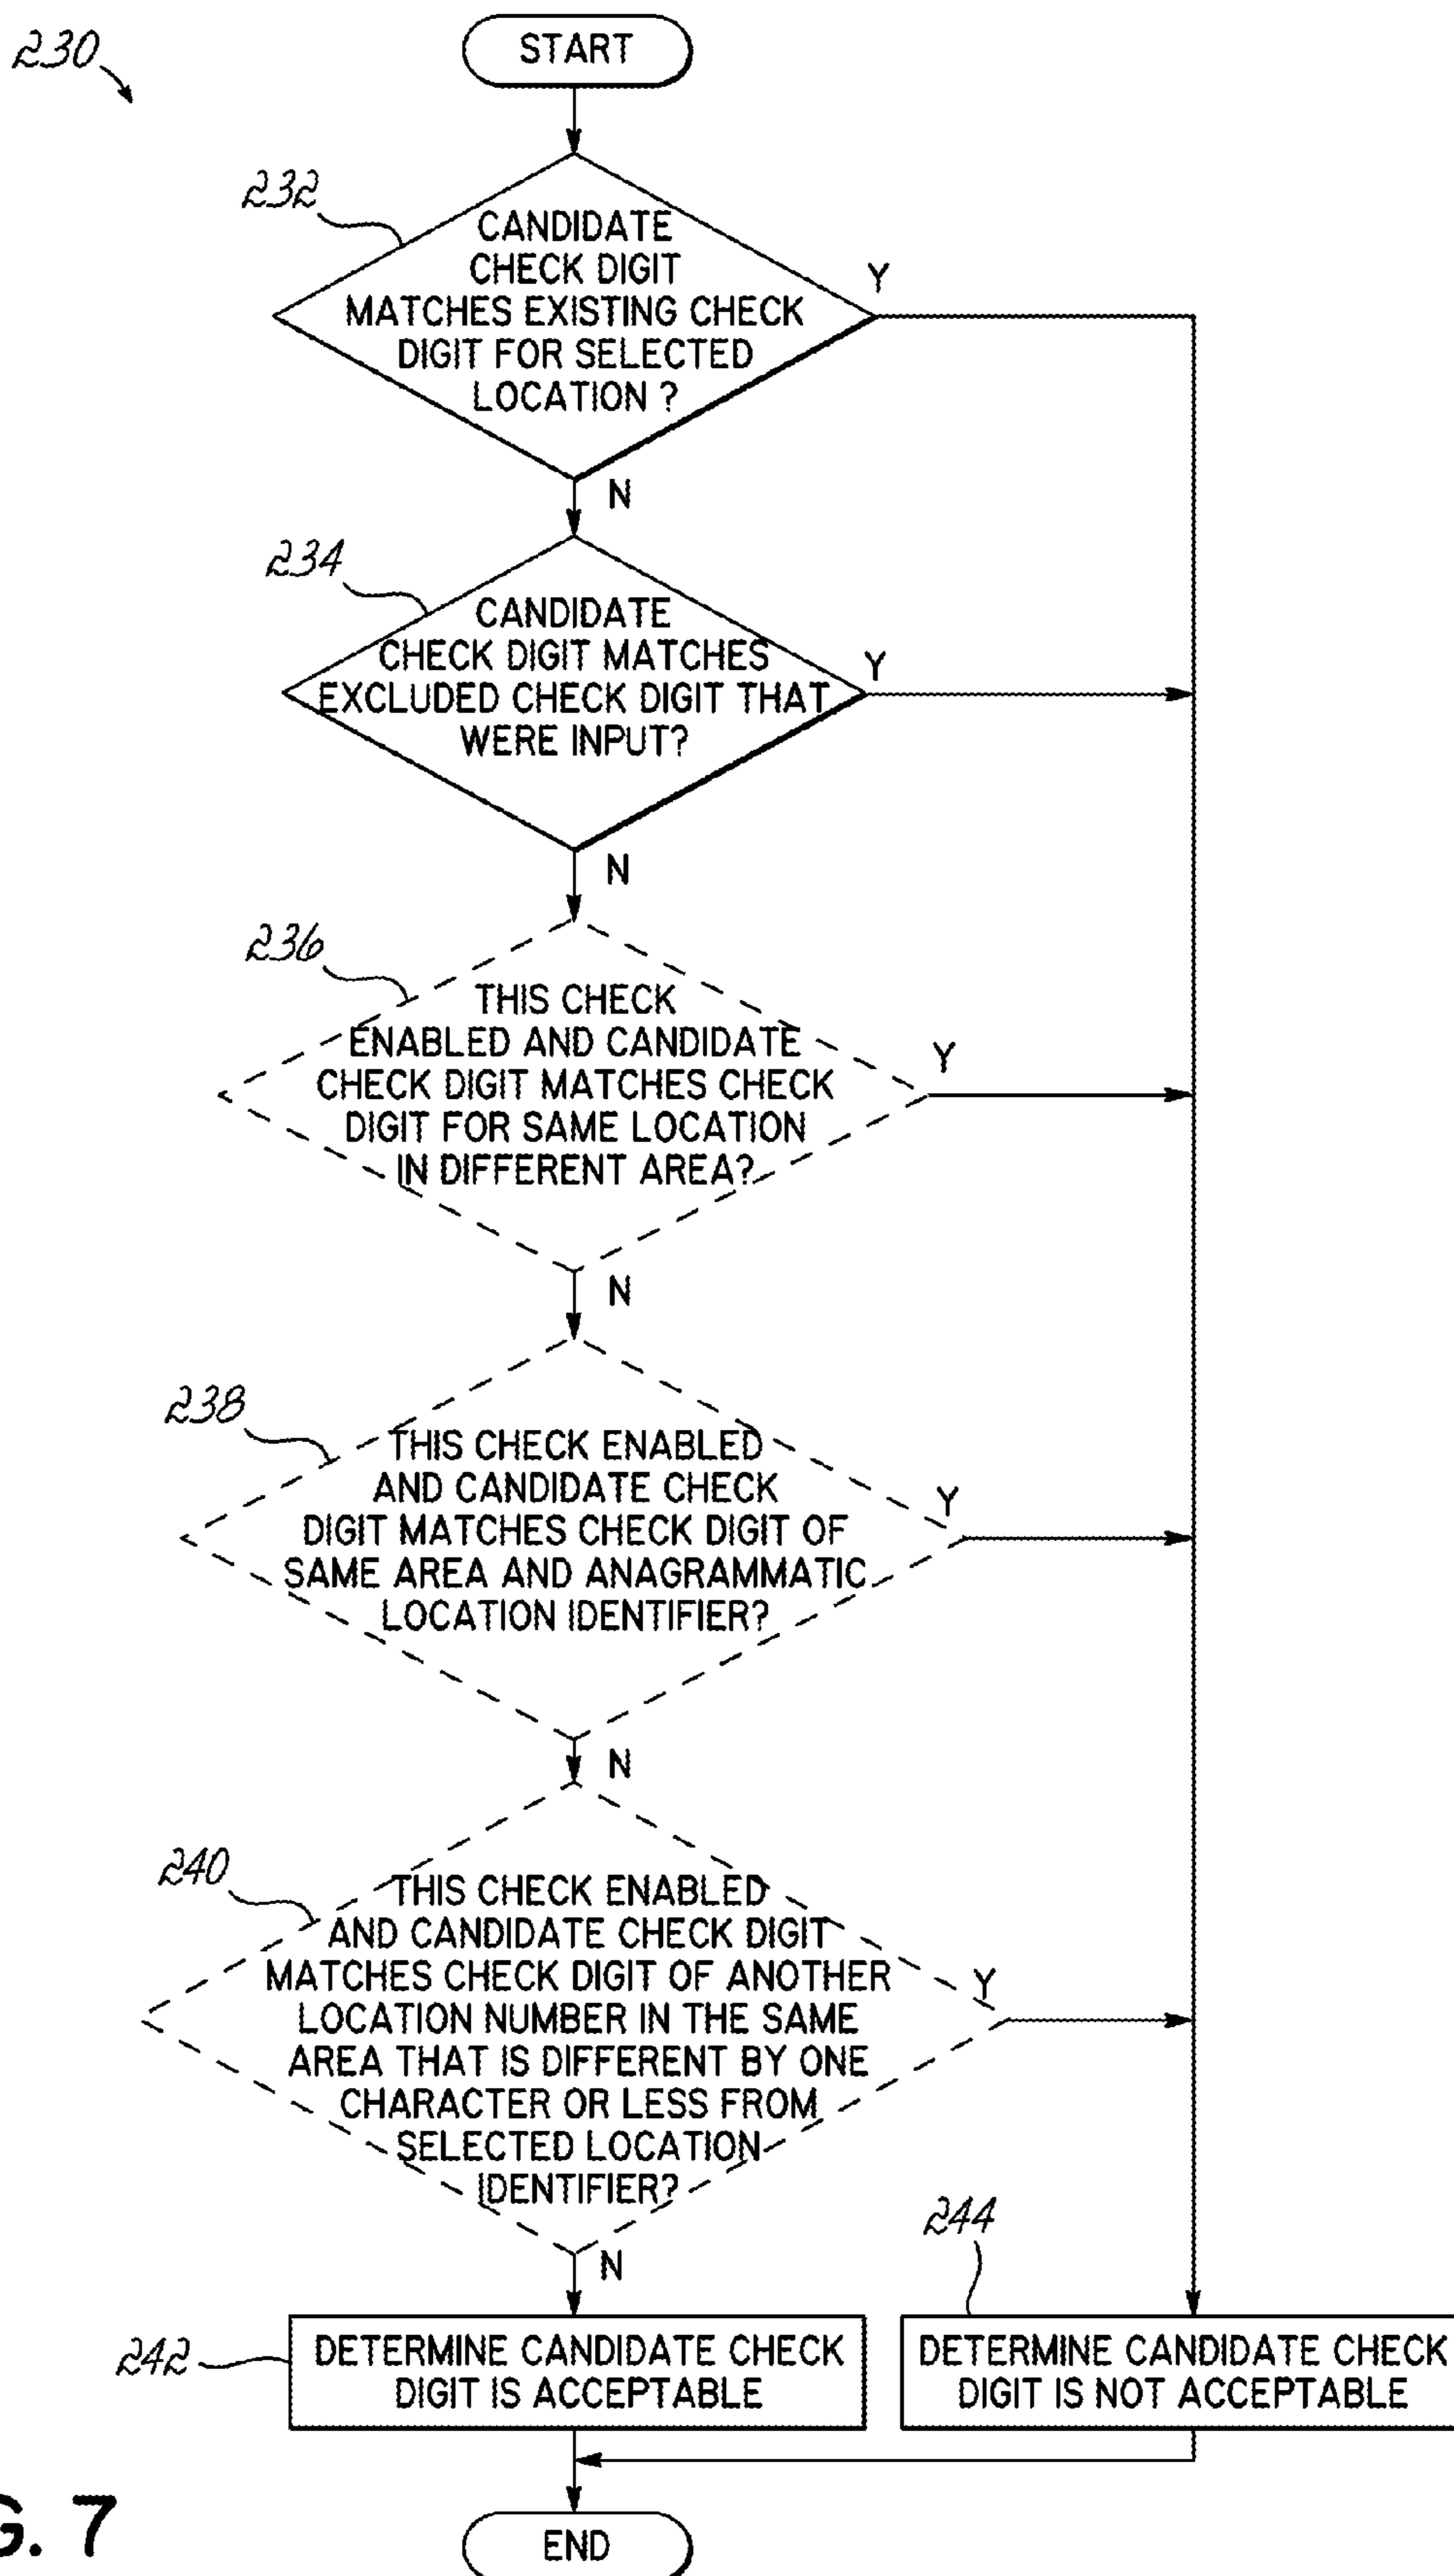 230
START
232
CANDIDATE
CHECK DIGIT
MATCHES EXISTING CHECK
DIGIT FOR SELECTED
LOCATION ?
Y
N
234
CANDIDATE
CHECK DIGIT MATCHES
EXCLUDED CHECK DIGIT THAT
WERE INPUT?
Y
N
236
THIS CHECK
ENABLED AND CANDIDATE
CHECK DIGIT MATCHES CHECK
DIGIT FOR SAME LOCATION
IN DIFFERENT AREA?
Y
N
238
THIS CHECK ENABLED
AND CANDIDATE CHECK
DIGIT MATCHES CHECK DIGIT OF
SAME AREA AND ANAGRAMMATIC
LOCATION IDENTIFIER?
Y
N
240
THIS CHECK ENABLED
AND CANDIDATE CHECK DIGIT
MATCHES CHECK DIGIT OF ANOTHER
LOCATION NUMBER IN THE SAME
AREA THAT IS DIFFERENT BY ONE
CHARACTER OR LESS FROM
SELECTED LOCATION
IDENTIFIER?
Y
N
242
DETERMINE CANDIDATE CHECK
DIGIT IS ACCEPTABLE
244
DETERMINE CANDIDATE CHECK
DIGIT IS NOT ACCEPTABLE
END
G. 7